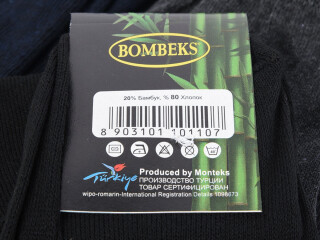 BOMBEKS
20% Бамбук, % 80 Хлопок
8 903101 101107
Türkiye
Produced by Monteks
ПРОИЗВОДСТВО ТУРЦИИ
ТОВАР СЕРТИФИЦИРОВАН
wipo-romarin-International Registration Details 1098673